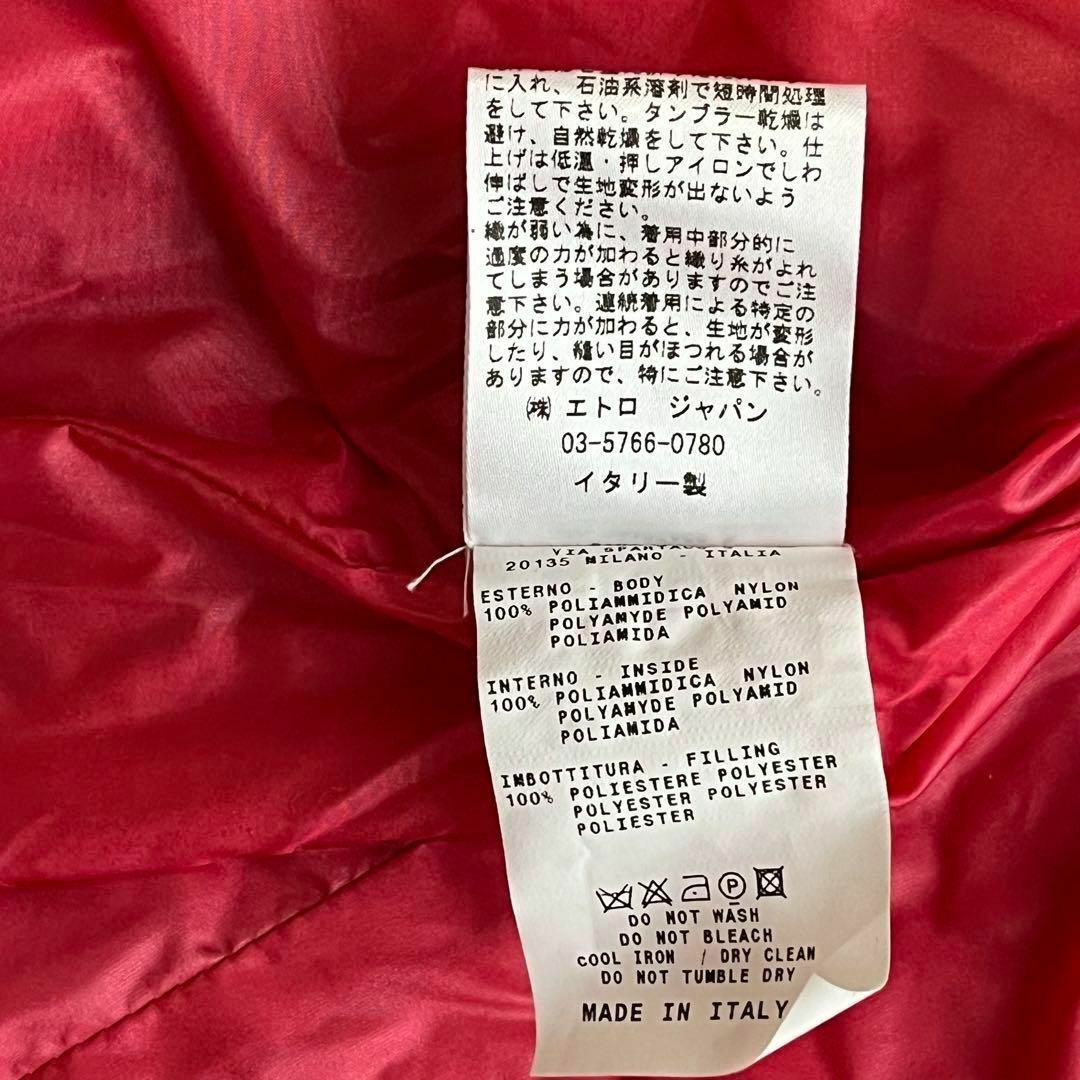 に入れ、石油系溶剤で短時間処理
をして下さい。タンブラー乾燥は
避け、自然乾燥をして下さい。仕
上げは低温・押しアイロンでしわ
伸ばしで生地変形が出ないよう
ご注意ください。
織が弱い為に、着用中部分的に
過度の力が加わると織り糸がよれ
てしまう場合がありますのでご注
意下さい。連続着用による特定の
部分に力が加わると、生地が変形
したり、縫い目がほつれる場合が
ありますので、特にご注意下さい。
㈱ エトロ ジャパン
03-5766-0780
イタリー製
VIA
20135 MILANO - ITALIA
ESTERNO - BODY
100% POLIAMMIDICA NYLON
POLYAMYDE POLYAMID
POLIAMIDA
INTERNO - INSIDE
100% POLIAMMIDICA NYLON
POLYAMYDE POLYAMID
POLIAMIDA
IMBOTTITURA - FILLING
100% POLIESTERE POLYESTER
POLYESTER POLYESTER
POLIESTER
P
DO NOT WASH
DO NOT BLEACH
COOL IRON / DRY CLEAN
DO NOT TUMBLE DRY
MADE IN ITALY